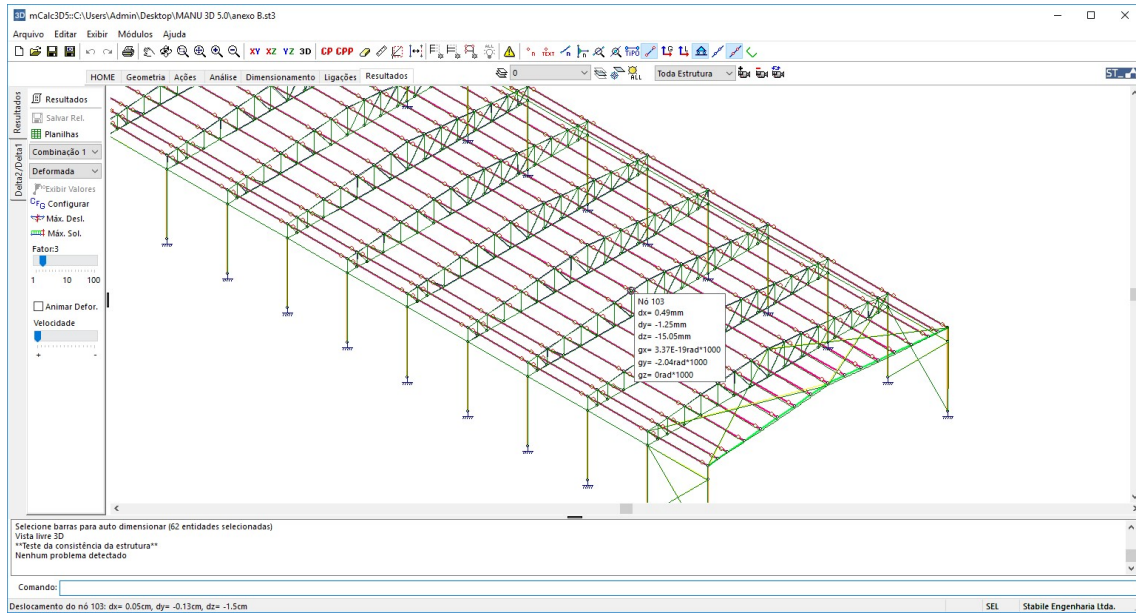 mCalc3D5::C:\Users\Admin\Desktop\MANU 3D 5.0\anexo B.st3
Arquivo Editar Exibir Módulos Ajuda
XY XZ YZ 3D CP CPP TEXT TIPO
HOME Geometria Ações Análise Dimensionamento Ligações Resultados
0
ALL
Toda Estrutura
ST_
Resultados
Delta2/Delta1
Resultados
Salvar Rel.
Planilhas
Combinação 1
Deformada
Exibir Valores
CfG Configurar
Máx. Desl.
Máx. Sol.
Fator:3
1 10 100
Animar Defor.
Velocidade
+ -
Nó 103
dx= 0.49mm
dy= -1.25mm
dz= -15.05mm
gx= 3.37E-19rad*1000
gy= -2.04rad*1000
gz= 0rad*1000
Selecione barras para auto dimensionar (62 entidades selecionadas)
Vista livre 3D
**Teste da consistência da estrutura**
Nenhum problema detectado
Comando:
Deslocamento do nó 103: dx= 0.05cm, dy= -0.13cm, dz= -1.5cm
SEL Stabile Engenharia Ltda.